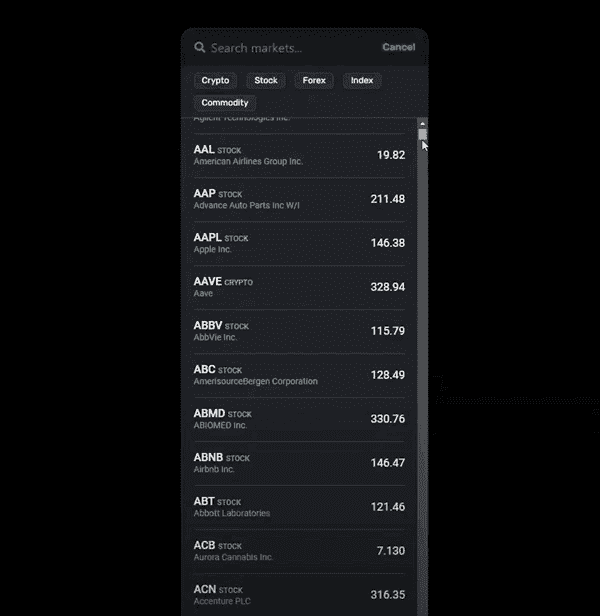 Search markets...
Cancel
Crypto Stock Forex Index
Commodity
Agilent Technologies Inc.
AAL STOCK
American Airlines Group Inc.
19.82
AAP STOCK
Advance Auto Parts Inc W/I
211.48
AAPL STOCK
Apple Inc.
146.38
AAVE CRYPTO
Aave
328.94
ABBV STOCK
AbbVie Inc.
115.79
ABC STOCK
AmerisourceBergen Corporation
128.49
ABMD STOCK
ABIOMED Inc.
330.76
ABNB STOCK
Airbnb Inc.
146.47
ABT STOCK
Abbott Laboratories
121.46
ACB STOCK
Aurora Cannabis Inc.
7.130
ACN STOCK
Accenture PLC
316.35